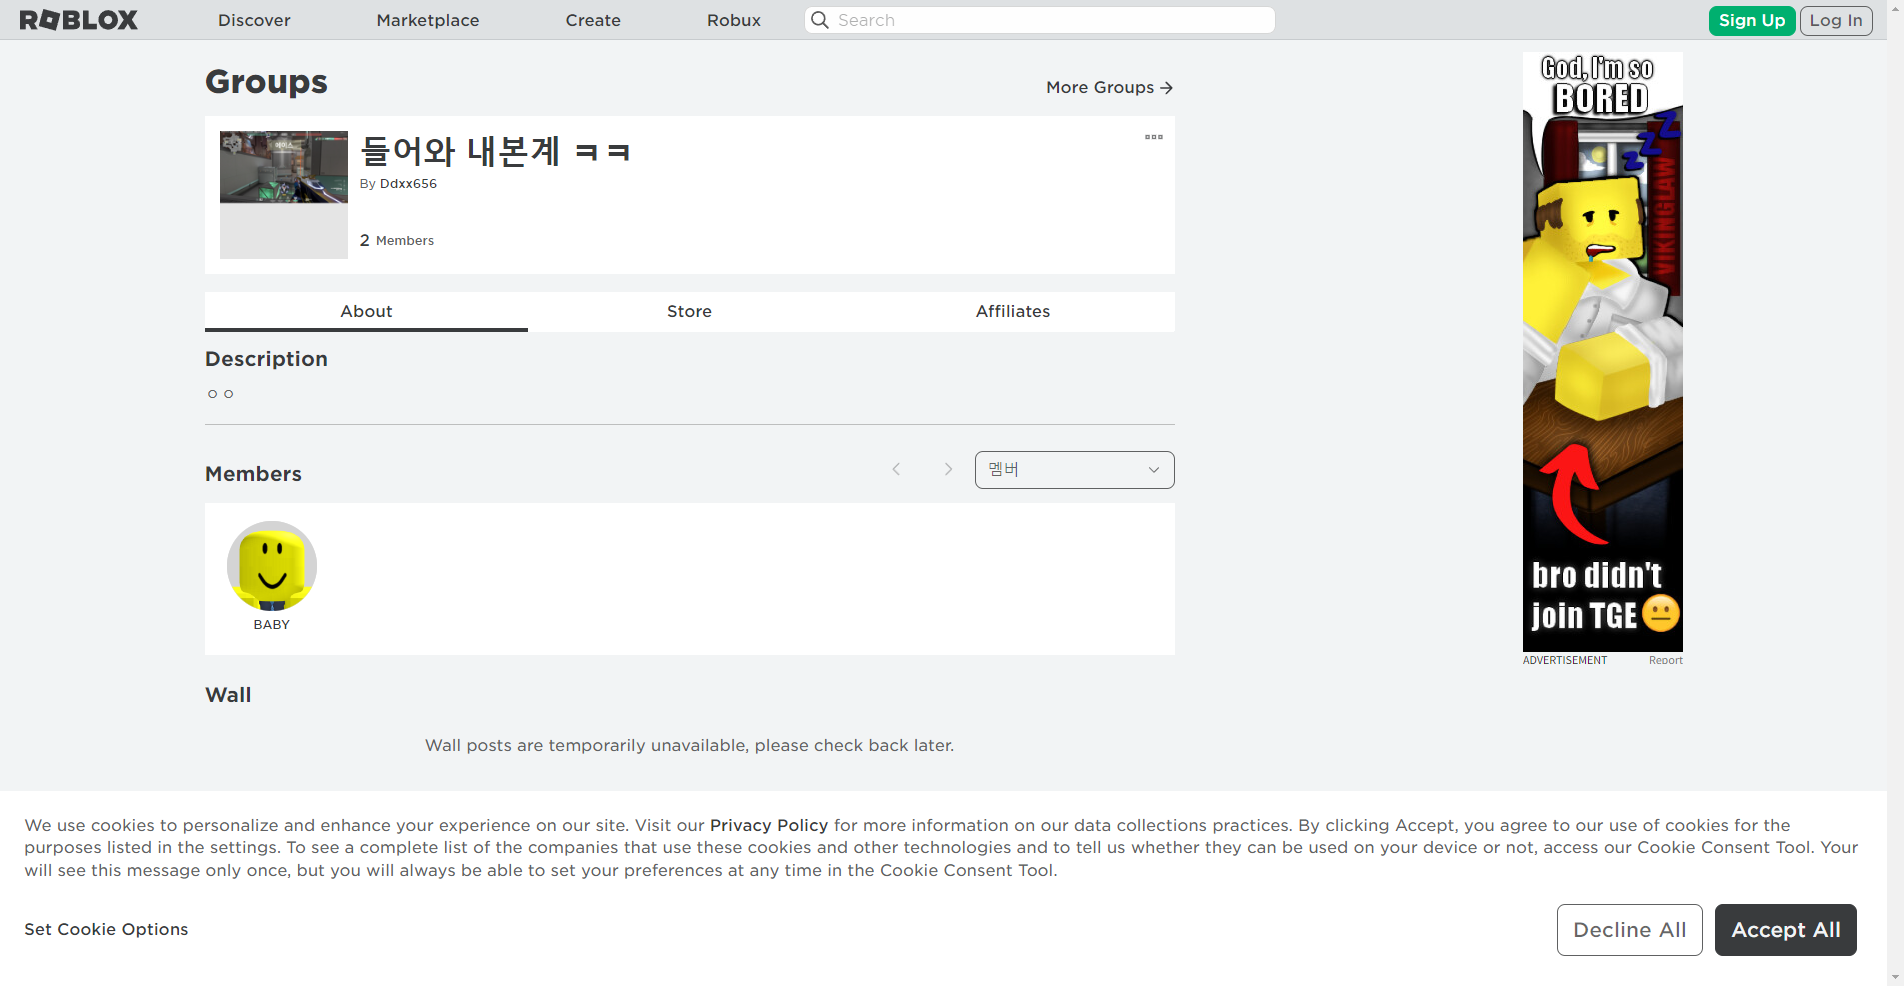 ROBLOX
Discover
Marketplace
Create
Robux
Search
Sign Up
Log In
Groups
More Groups
에이스
들어와 내본계 ㅋㅋ
By Ddxx656
2 Members
About
Store
Affiliates
Description
ㅇㅇ
Members
멤버
BABY
Wall
Wall posts are temporarily unavailable, please check back later.
God, I'm so
BORED
zzz
VIKINGLAW
bro didn't
join TGE
ADVERTISEMENT
Report
We use cookies to personalize and enhance your experience on our site. Visit our Privacy Policy for more information on our data collections practices. By clicking Accept, you agree to our use of cookies for the
purposes listed in the settings. To see a complete list of the companies that use these cookies and other technologies and to tell us whether they can be used on your device or not, access our Cookie Consent Tool. Your
will see this message only once, but you will always be able to set your preferences at any time in the Cookie Consent Tool.
Set Cookie Options
Decline All
Accept All